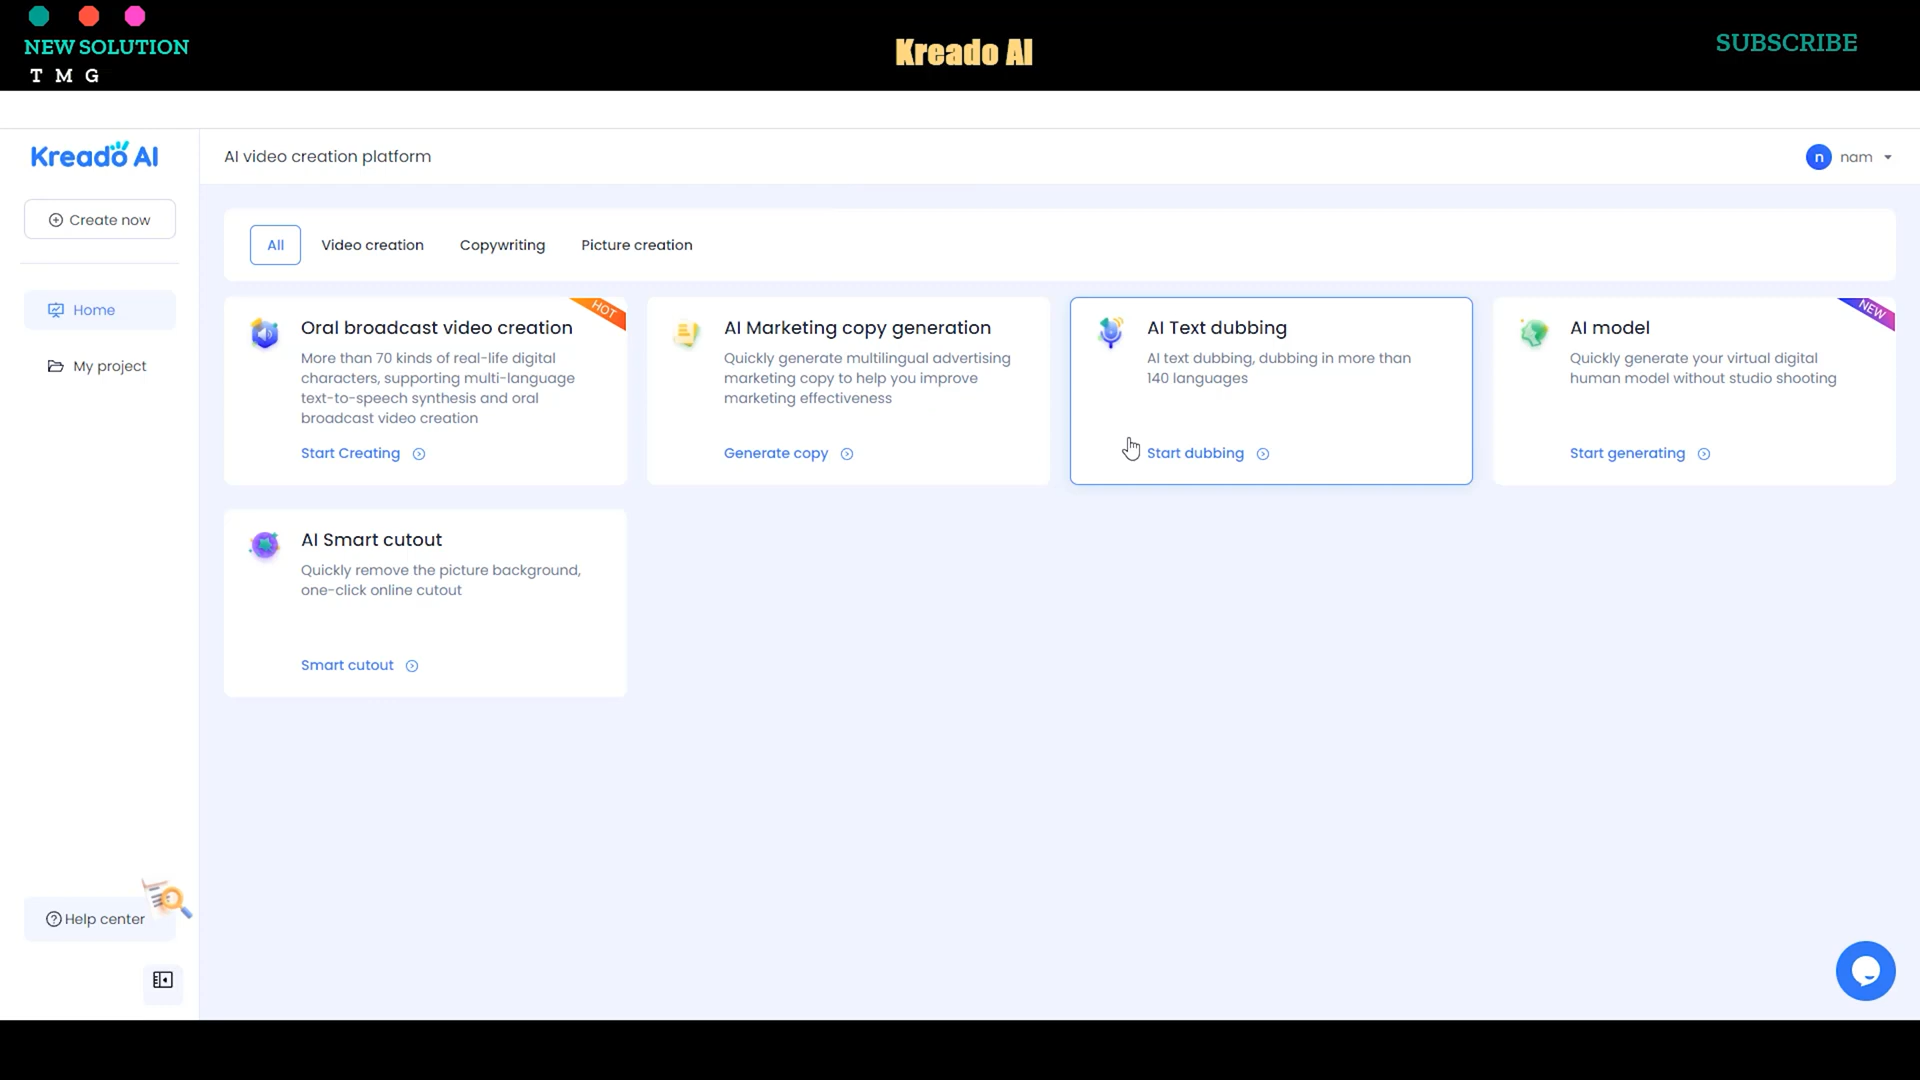 NEW SOLUTION
T M G
Kreado AI
SUBSCRIBE
Kreado AI
AI video creation platform
n nam
Create now
Home
My project
Help center
All Video creation Copywriting Picture creation
HOT
Oral broadcast video creation
More than 70 kinds of real-life digital
characters, supporting multi-language
text-to-speech synthesis and oral
broadcast video creation
Start Creating
AI Marketing copy generation
Quickly generate multilingual advertising
marketing copy to help you improve
marketing effectiveness
Generate copy
AI Text dubbing
AI text dubbing, dubbing in more than
140 languages
Start dubbing
NEW
AI model
Quickly generate your virtual digital
human model without studio shooting
Start generating
AI Smart cutout
Quickly remove the picture background,
one-click online cutout
Smart cutout